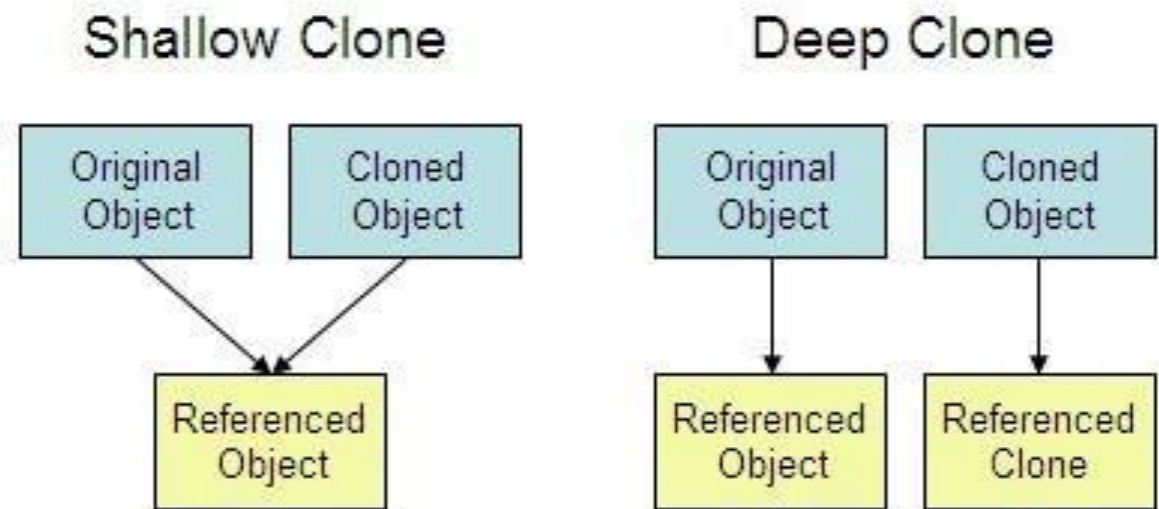 Shallow Clone
Deep Clone
Original
Object
Cloned
Object
Original
Object
Cloned
Object
Referenced
Object
Referenced
Object
Referenced
Clone